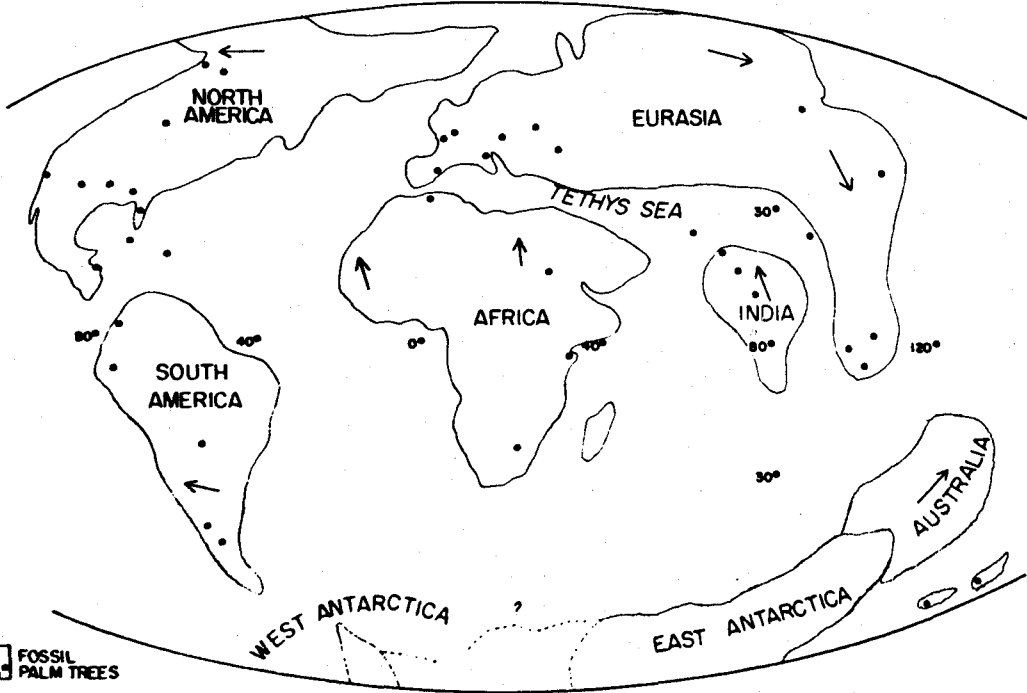 NORTH
AMERICA
EURASIA
TETHYS SEA
30°
AFRICA
INDIA
80°
40°
0°
40°
80°
120°
SOUTH
AMERICA
30°
AUSTRALIA
WEST ANTARCTICA
?
EAST ANTARCTICA
FOSSIL
PALM TREES